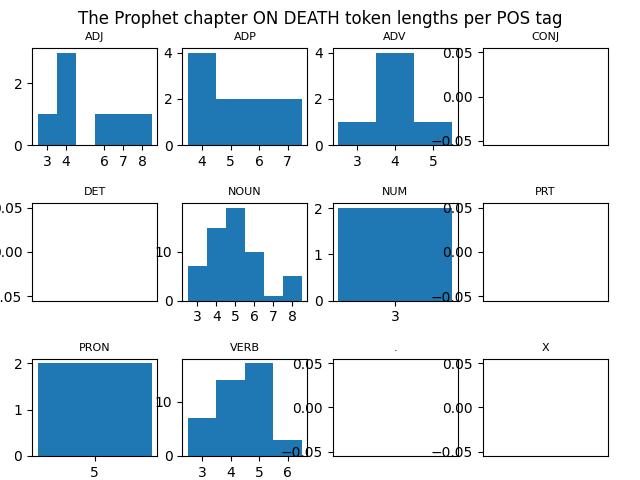 The Prophet chapter ON DEATH token lengths per POS tag
ADJ ADP ADV CONJ
2 4 4 0.05
2 2 0.00
0 0 0 −0.05
3 4 6 7 8 4 5 6 7 3 4 5
DET NOUN NUM PRT
0.05 2 0.05
0.00 10 1 0.00
0.05 0 0 −0.05
3 4 5 6 7 8 3
PRON VERB . X
2 0.05 0.05
1 10 0.00 0.00
0 0 −0.05 −0.05
5 3 4 5 6